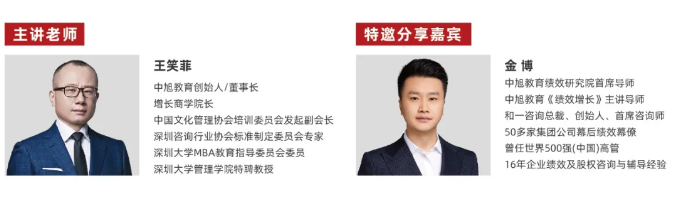 主讲老师
王笑菲
中旭教育创始人/董事长
增长商学院长
中国文化管理协会培训委员会发起副会长
深圳咨询行业协会标准制定委员会专家
深圳大学MBA教育指导委员会委员
深圳大学管理学院特聘教授
特邀分享嘉宾
金 博
中旭教育绩效研究院首席导师
中旭教育《绩效增长》主讲导师
和一咨询总裁、创始人、首席咨询师
50多家集团公司幕后绩效幕僚
曾任世界500强(中国)高管
16年企业绩效及股权咨询与辅导经验